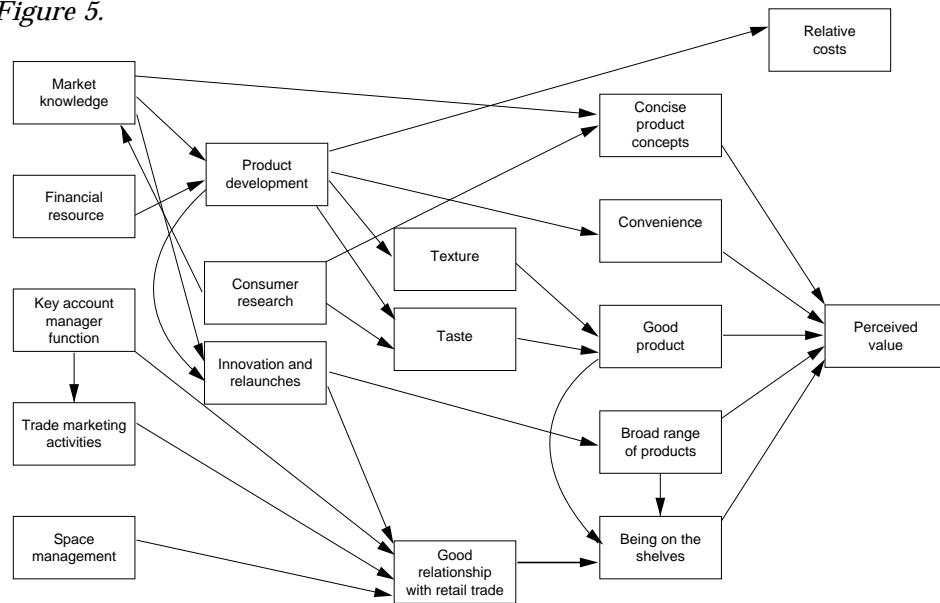 Figure 5.
Relative
costs
Market
knowledge
Concise
product
concepts
Product
development
Financial
resource
Convenience
Texture
Consumer
research
Key account
manager
function
Taste
Good
product
Perceived
value
Innovation and
relaunches
Trade marketing
activities
Broad range
of products
Space
management
Being on the
shelves
Good
relationship
with retail trade